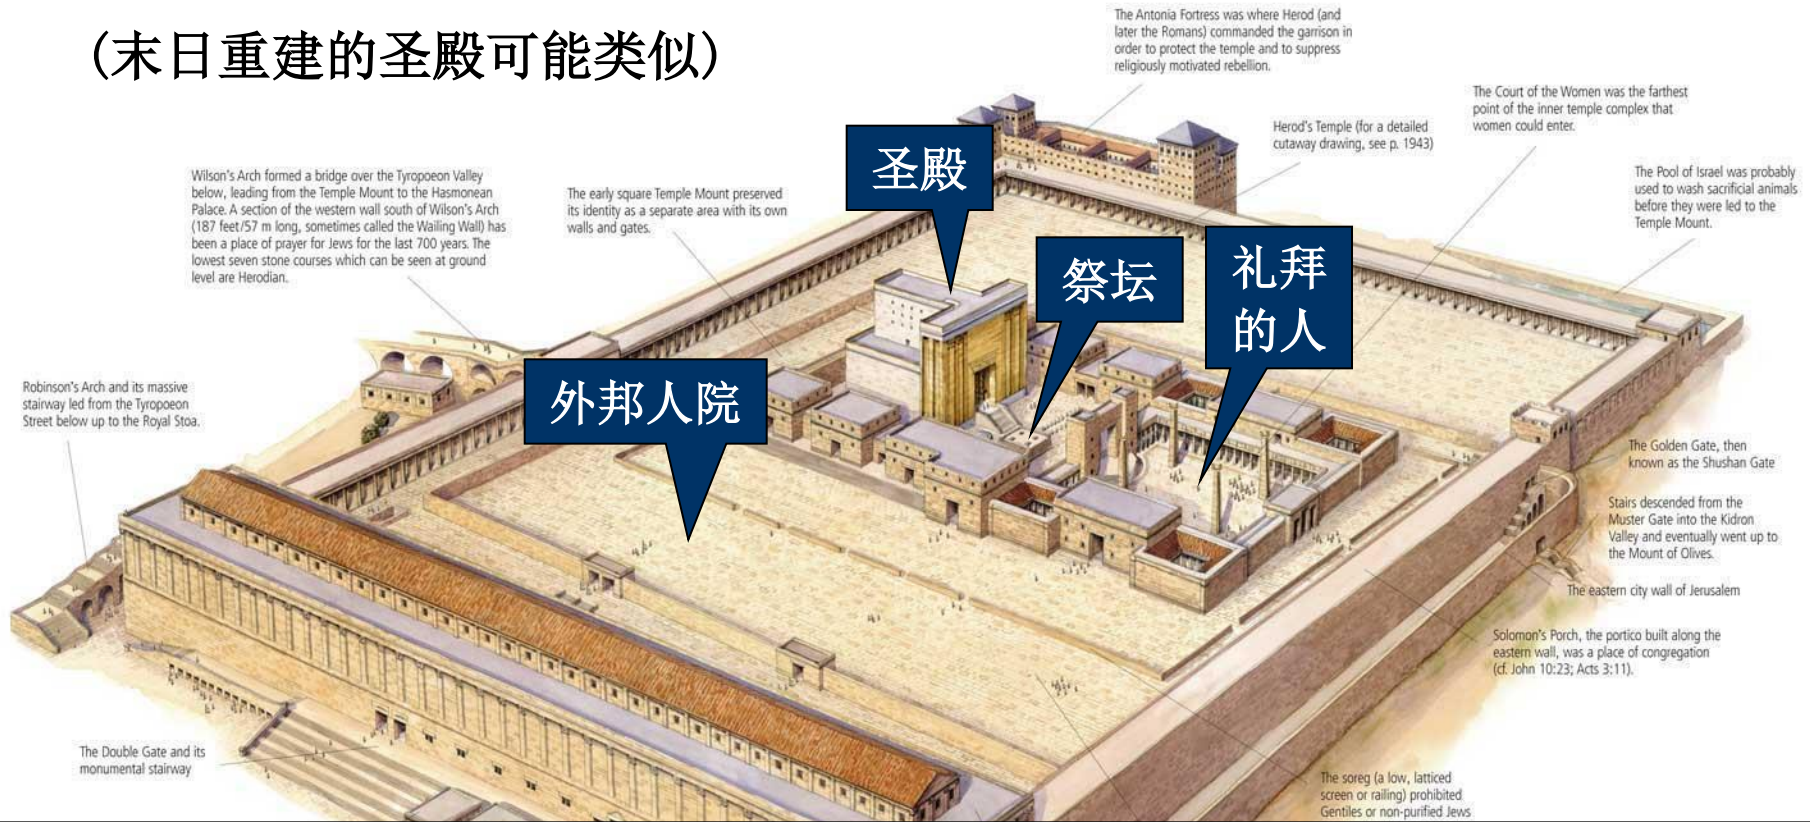 (末日重建的圣殿可能类似)
The Antonia Fortress was where Herod (and
later the Romans) commanded the garrison in
order to protect the temple and to suppress
religiously motivated rebellion.
The Court of the Women was the farthest
point of the inner temple complex that
women could enter.
Herod's Temple (for a detailed
cutaway drawing, see p. 1943)
圣殿
Wilson's Arch formed a bridge over the Tyropoeon Valley
below, leading from the Temple Mount to the Hasmonean
Palace. A section of the western wall south of Wilson's Arch
(187 feet/57 m long, sometimes called the Wailing Wall) has
been a place of prayer for Jews for the last 700 years. The
lowest seven stone courses which can be seen at ground
level are Herodian.
The early square Temple Mount preserved
its identity as a separate area with its own
walls and gates.
The Pool of Israel was probably
used to wash sacrificial animals
before they were led to the
Temple Mount.
祭坛
礼拜
的人
外邦人院
Robinson's Arch and its massive
stairway led from the Tyropoeon
Street below up to the Royal Stoa.
The Golden Gate, then
known as the Shushan Gate
Stairs descended from the
Muster Gate into the Kidron
Valley and eventually went up to
the Mount of Olives.
The eastern city wall of Jerusalem
Solomon's Porch, the portico built along the
eastern wall, was a place of congregation
(cf. John 10:23; Acts 3:11).
The Double Gate and its
monumental stairway
The soreg (a low, latticed
screen or railing) prohibited
Gentiles or non-purified Jews